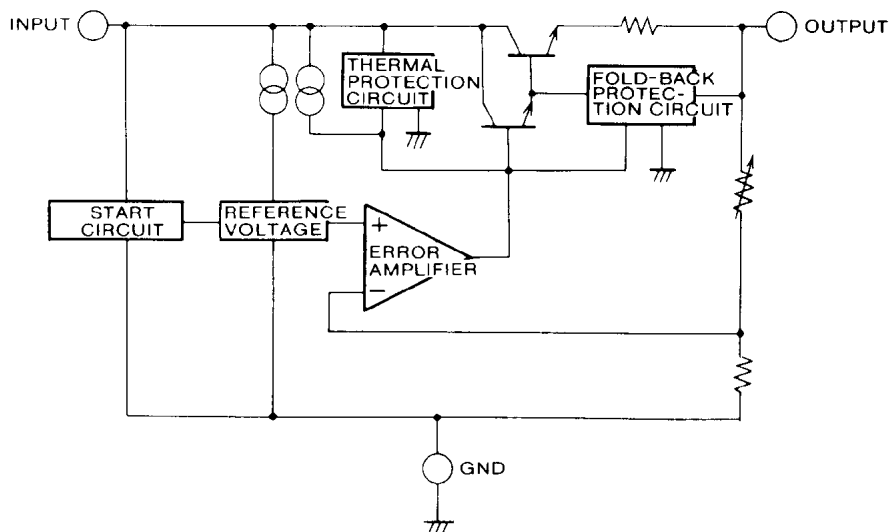 INPUT
OUTPUT
THERMAL
PROTECTION
CIRCUIT
FOLD-BACK
PROTEC-
TION CIRCUIT
START
CIRCUIT
REFERENCE
VOLTAGE
+
ERROR
AMPLIFIER
−
GND